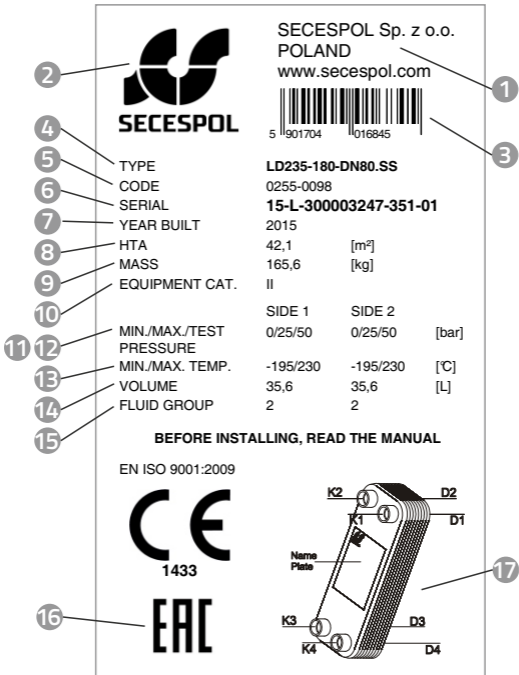 SECESPOL Sp. z o.o.
POLAND
www.secespol.com
2
1
SECESPOL
5 901704 016845
3
4 TYPE LD235-180-DN80.SS
5 CODE 0255-0098
6 SERIAL 15-L-300003247-351-01
7 YEAR BUILT 2015
8 HTA 42,1 [m²]
9 MASS 165,6 [kg]
10 EQUIPMENT CAT. II
SIDE 1 SIDE 2
11 12 MIN./MAX./TEST 0/25/50 0/25/50 [bar]
PRESSURE
13 MIN./MAX. TEMP. -195/230 -195/230 [℃]
14 VOLUME 35,6 35,6 [L]
15 FLUID GROUP 2 2
BEFORE INSTALLING, READ THE MANUAL
EN ISO 9001:2009
CE
1433
16 EAC
K2 D2
K1 D1
Name
Plate
17
K3 D3
K4 D4